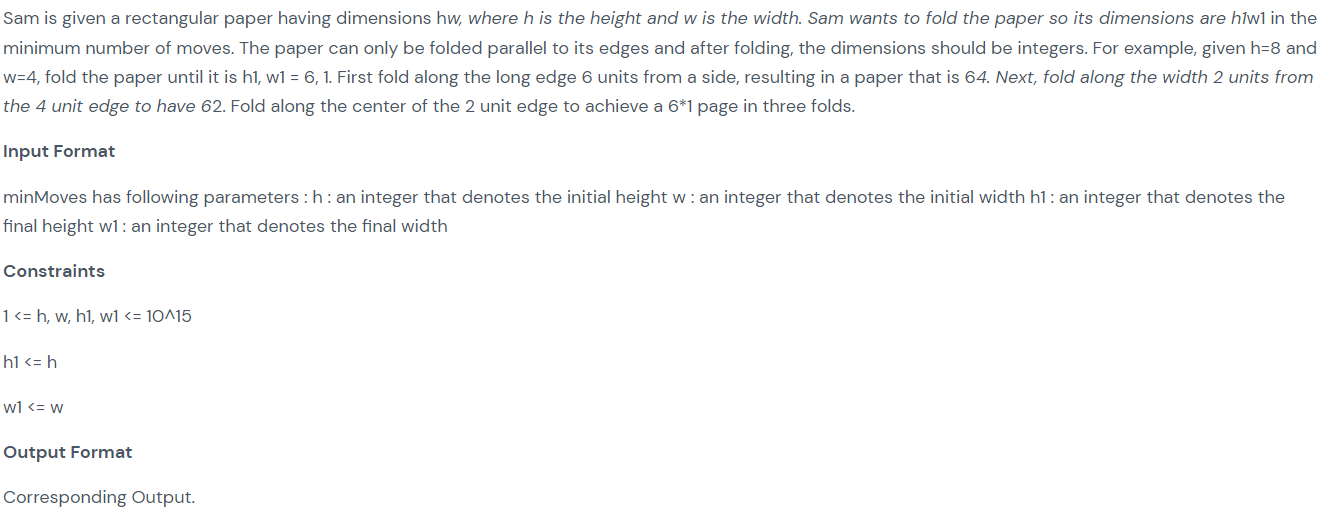 Sam is given a rectangular paper having dimensions hw, where h is the height and w is the width. Sam wants to fold the paper so its dimensions are h1w1 in the
minimum number of moves. The paper can only be folded parallel to its edges and after folding, the dimensions should be integers. For example, given h=8 and
w=4, fold the paper until it is h1, w1 = 6, 1. First fold along the long edge 6 units from a side, resulting in a paper that is 64. Next, fold along the width 2 units from
the 4 unit edge to have 62. Fold along the center of the 2 unit edge to achieve a 6*1 page in three folds.
Input Format
minMoves has following parameters : h : an integer that denotes the initial height w : an integer that denotes the initial width h1 : an integer that denotes the
final height w1 : an integer that denotes the final width
Constraints
1 <= h, w, h1, w1 <= 10^15
h1 <= h
w1 <= w
Output Format
Corresponding Output.